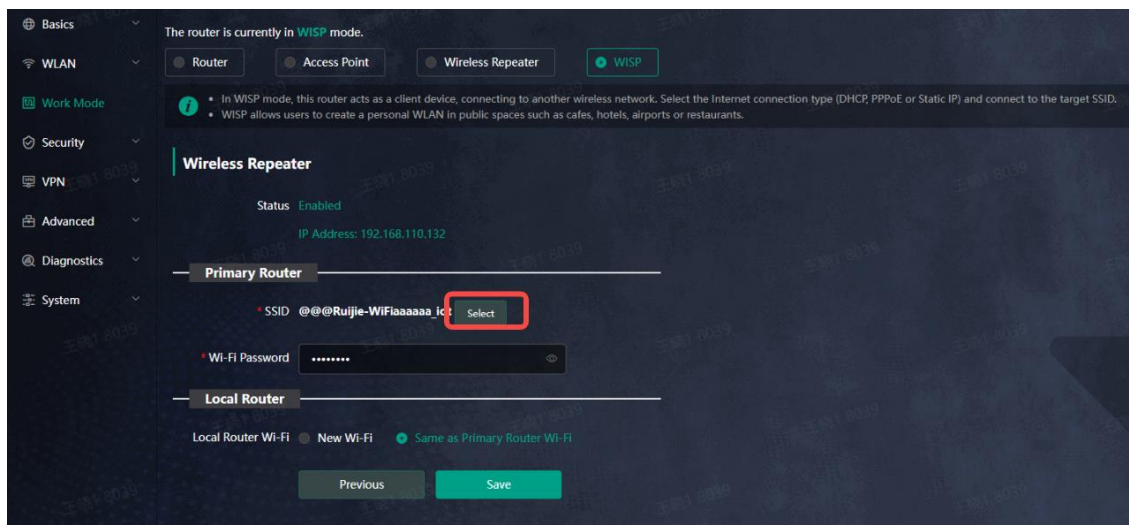 Basics
The router is currently in WISP mode.
WLAN
Router
Access Point
Wireless Repeater
WISP
Work Mode
In WISP mode, this router acts as a client device, connecting to another wireless network. Select the Internet connection type (DHCP, PPPoE or Static IP) and connect to the target SSID.
WISP allows users to create a personal WLAN in public spaces such as cafes, hotels, airports or restaurants.
Security
Wireless Repeater
VPN
Status Enabled
Advanced
IP Address: 192.168.110.132
Diagnostics
Primary Router
System
* SSID @@@Ruijie-WiFiaaaaaa_iot Select
* Wi-Fi Password ••••••••
Local Router
Local Router Wi-Fi New Wi-Fi Same as Primary Router Wi-Fi
Previous Save